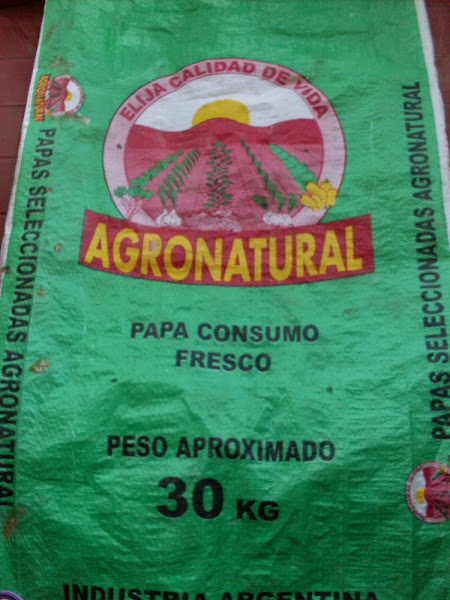 ELIJA CALIDAD DE VIDA
AGRONATURAL
PAPA CONSUMO
FRESCO
PESO APROXIMADO
30 KG
INDUSTRIA ARGENTINA
PAPAS SELECCIONADAS AGRONATURAL
PAPAS SELECCIONADAS AGRONATURAL